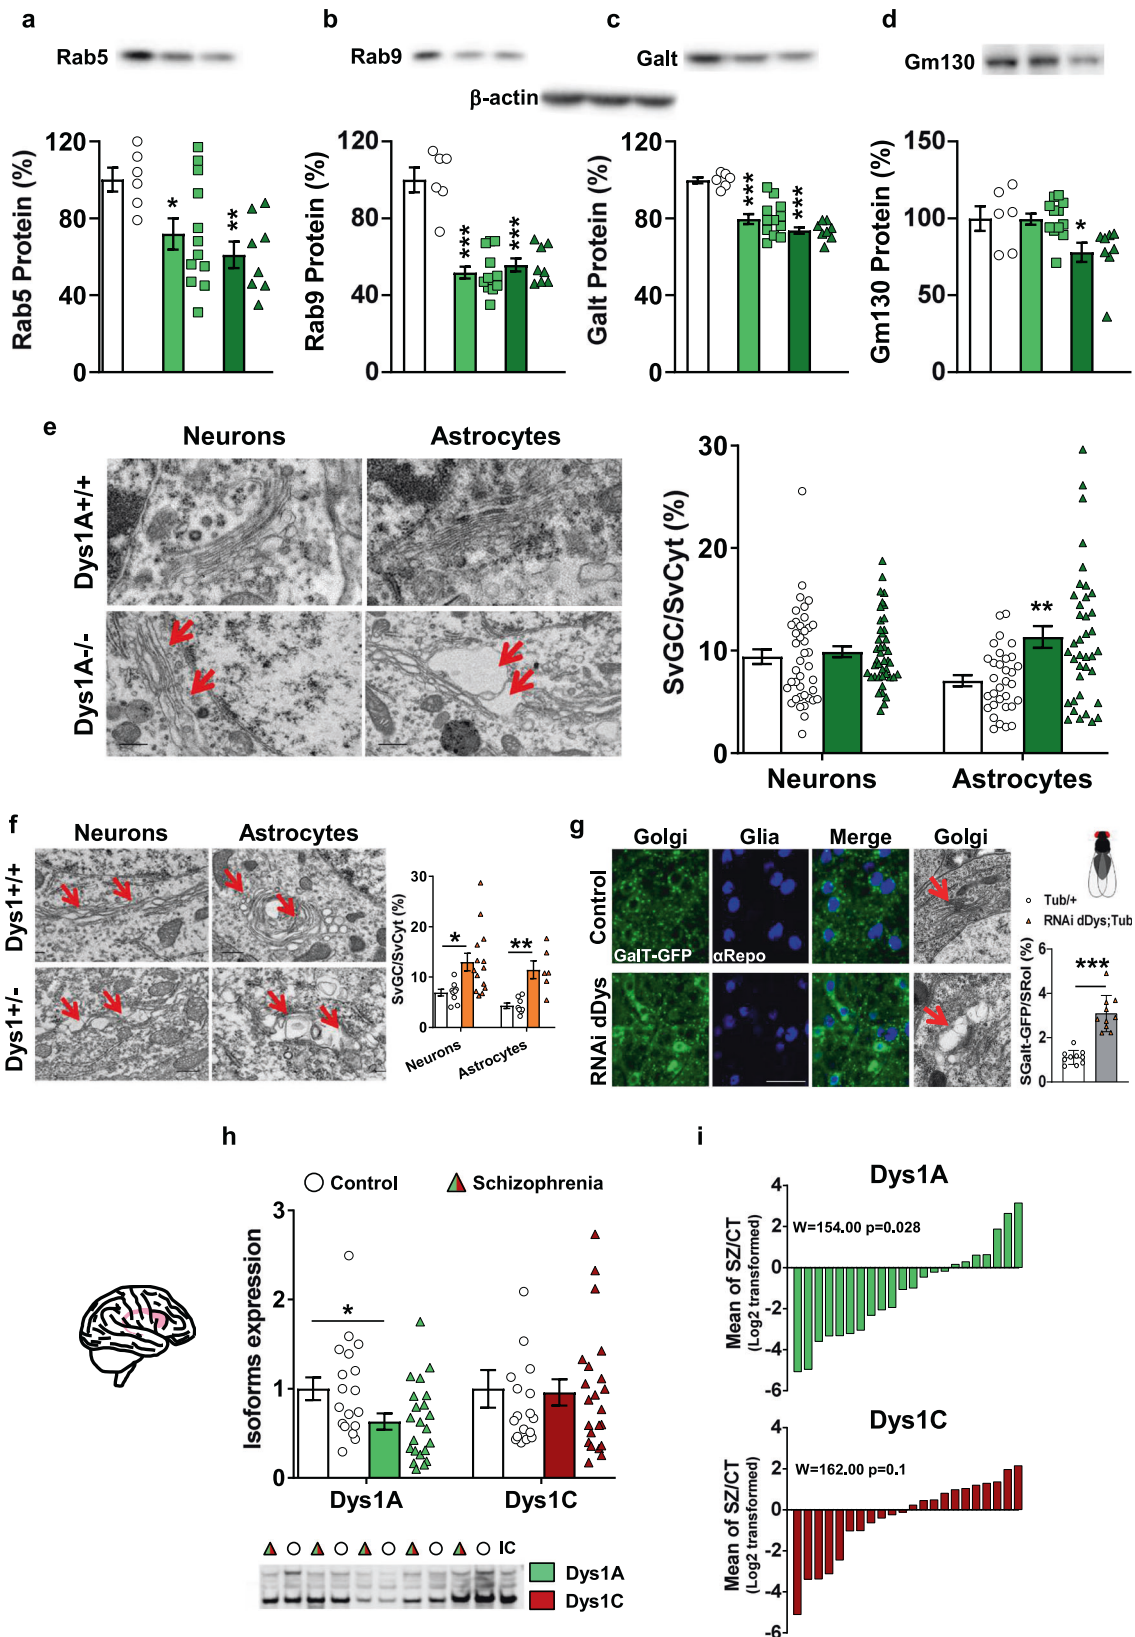 a
b
c
d
Rab5
Rab9
Galt
Gm130
β-actin
Rab5 Protein (%)
120
80
40
0
*
**
Rab9 Protein (%)
120
80
40
0
***
***
Galt Protein (%)
120
80
40
0
***
***
Gm130 Protein (%)
150
100
50
0
*
e
Neurons
Astrocytes
Dys1A+/+
Dys1A-/-
SvGC/SvCyt (%)
30
20
10
0
**
Neurons
Astrocytes
f
Neurons
Astrocytes
Dys1+/+
Dys1+/-
SvGC/SvCyt (%)
30
20
10
0
*
**
Neurons
Astrocytes
g
Golgi
Glia
Merge
Golgi
Control
GalT-GFP
αRepo
RNAi dDys
Tub/+
RNAi dDys;Tub
SGalt-GFP/SRoI (%)
6
4
2
0
***
h
Control
Schizophrenia
Isoforms expression
3
2
1
0
*
Dys1A
Dys1C
IC
Dys1A
Dys1C
i
Dys1A
Mean of SZ/CT
(Log2 transformed)
4
2
0
-2
-4
-6
W=154.00 p=0.028
Dys1C
Mean of SZ/CT
(Log2 transformed)
4
2
0
-2
-4
-6
W=162.00 p=0.1